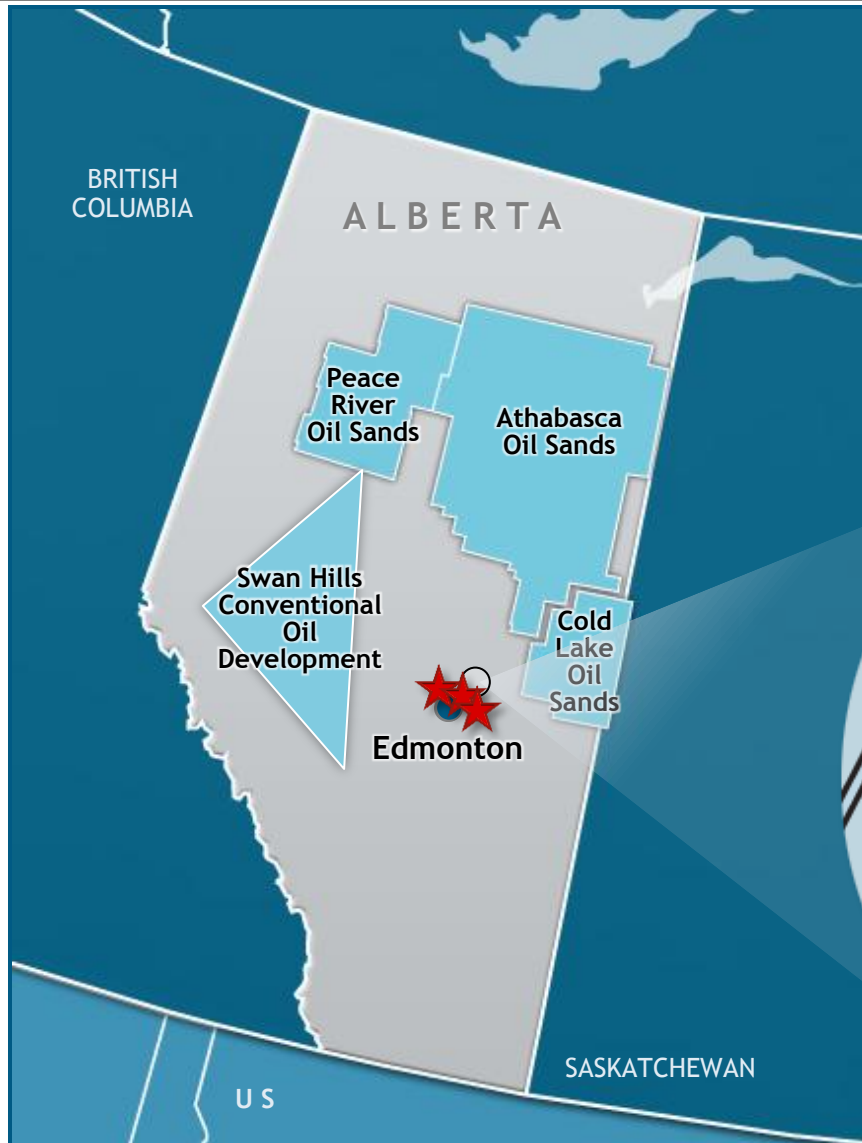 BRITISH
COLUMBIA
ALBERTA
Peace
River
Oil Sands
Athabasca
Oil Sands
Swan Hills
Conventional
Oil
Development
Cold
Lake
Oil
Sands
Edmonton
SASKATCHEWAN
US